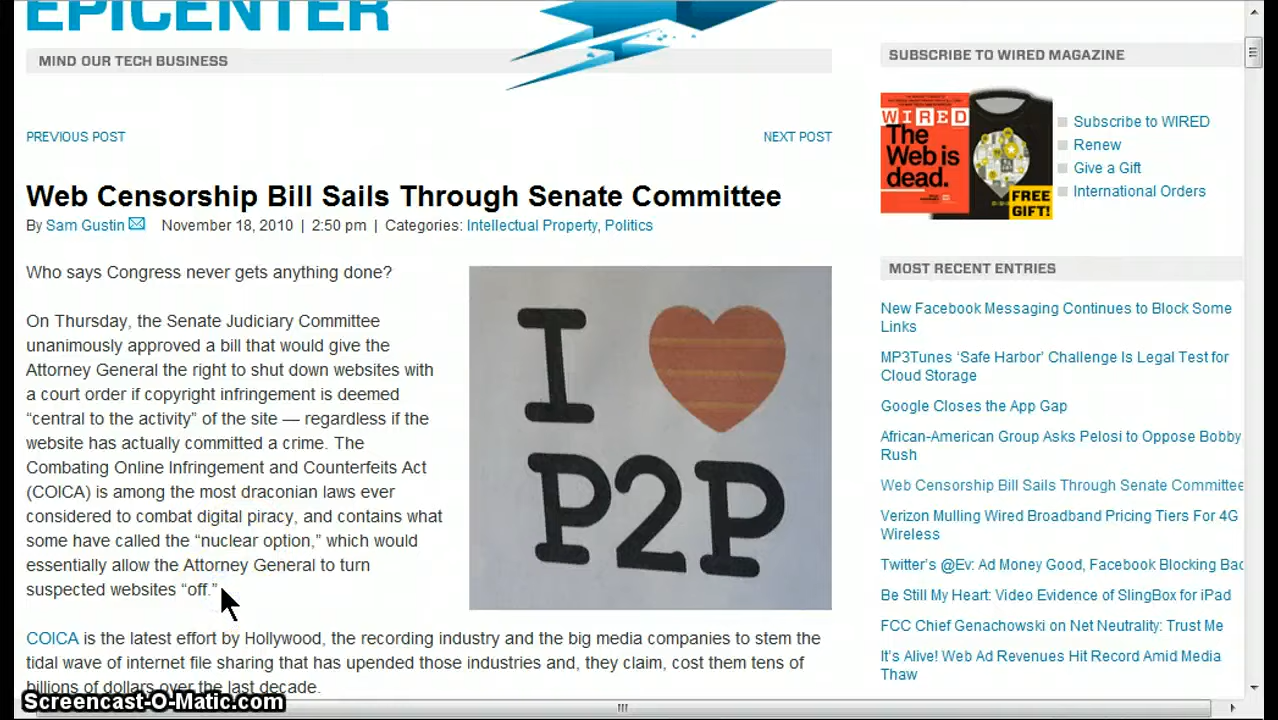 EPICENTER
MIND OUR TECH BUSINESS
PREVIOUS POST
NEXT POST
Web Censorship Bill Sails Through Senate Committee
By Sam Gustin November 18, 2010 | 2:50 pm | Categories: Intellectual Property, Politics
Who says Congress never gets anything done?
On Thursday, the Senate Judiciary Committee
unanimously approved a bill that would give the
Attorney General the right to shut down websites with
a court order if copyright infringement is deemed
“central to the activity” of the site — regardless if the
website has actually committed a crime. The
Combating Online Infringement and Counterfeits Act
(COICA) is among the most draconian laws ever
considered to combat digital piracy, and contains what
some have called the “nuclear option,” which would
essentially allow the Attorney General to turn
suspected websites “off.”
I
P2P
COICA is the latest effort by Hollywood, the recording industry and the big media companies to stem the
tidal wave of internet file sharing that has upended those industries and, they claim, cost them tens of
billions of dollars over the last decade.
SUBSCRIBE TO WIRED MAGAZINE
WIRED
The
Web is
dead.
FREE
GIFT!
Subscribe to WIRED
Renew
Give a Gift
International Orders
MOST RECENT ENTRIES
New Facebook Messaging Continues to Block Some
Links
MP3Tunes ‘Safe Harbor’ Challenge Is Legal Test for
Cloud Storage
Google Closes the App Gap
African-American Group Asks Pelosi to Oppose Bobby
Rush
Web Censorship Bill Sails Through Senate Committee
Verizon Mulling Wired Broadband Pricing Tiers For 4G
Wireless
Twitter’s @Ev: Ad Money Good, Facebook Blocking Bad
Be Still My Heart: Video Evidence of SlingBox for iPad
FCC Chief Genachowski on Net Neutrality: Trust Me
It’s Alive! Web Ad Revenues Hit Record Amid Media
Thaw
Screencast-O-Matic.com